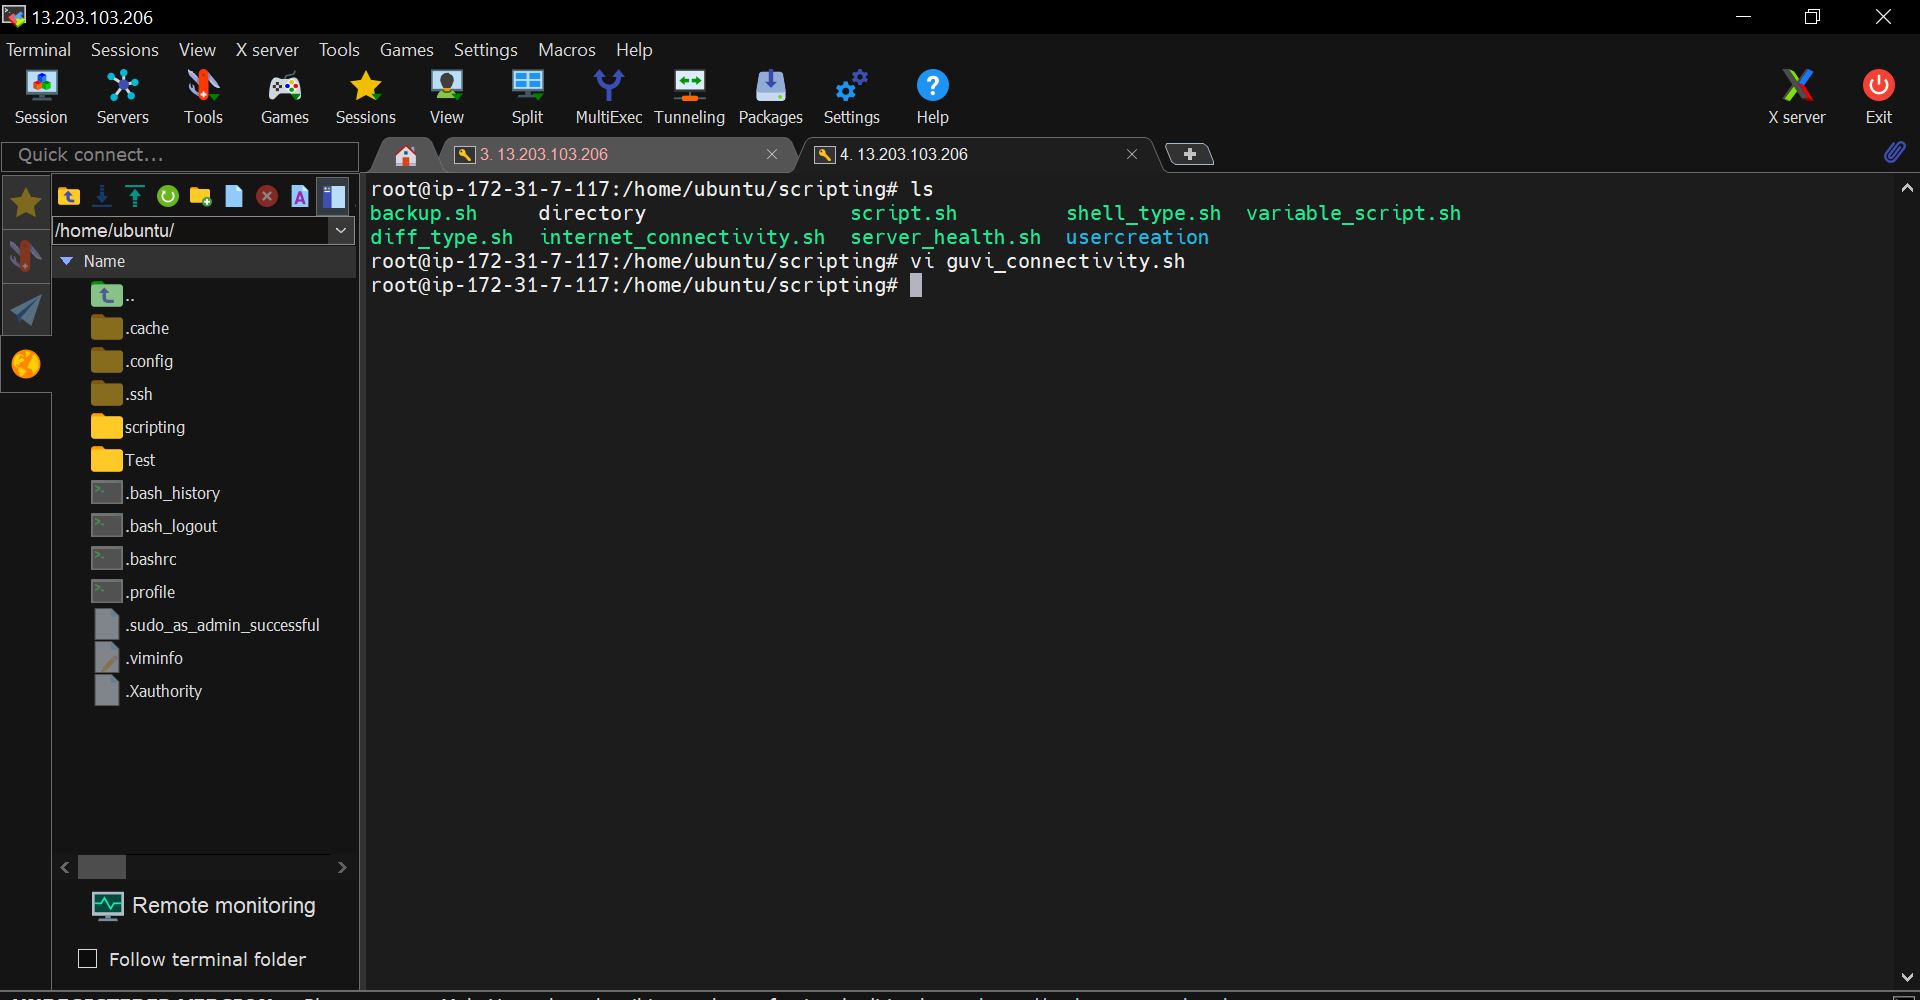 13.203.103.206
Terminal Sessions View X server Tools Games Settings Macros Help
Session Servers Tools Games Sessions View Split MultiExec Tunneling Packages Settings Help X server Exit
Quick connect...
3. 13.203.103.206
4. 13.203.103.206
/home/ubuntu/
Name
..
.cache
.config
.ssh
scripting
Test
.bash_history
.bash_logout
.bashrc
.profile
.sudo_as_admin_successful
.viminfo
.Xauthority
Remote monitoring
Follow terminal folder
root@ip-172-31-7-117:/home/ubuntu/scripting# ls
backup.sh directory script.sh shell_type.sh variable_script.sh
diff_type.sh internet_connectivity.sh server_health.sh usercreation
root@ip-172-31-7-117:/home/ubuntu/scripting# vi guvi_connectivity.sh
root@ip-172-31-7-117:/home/ubuntu/scripting#